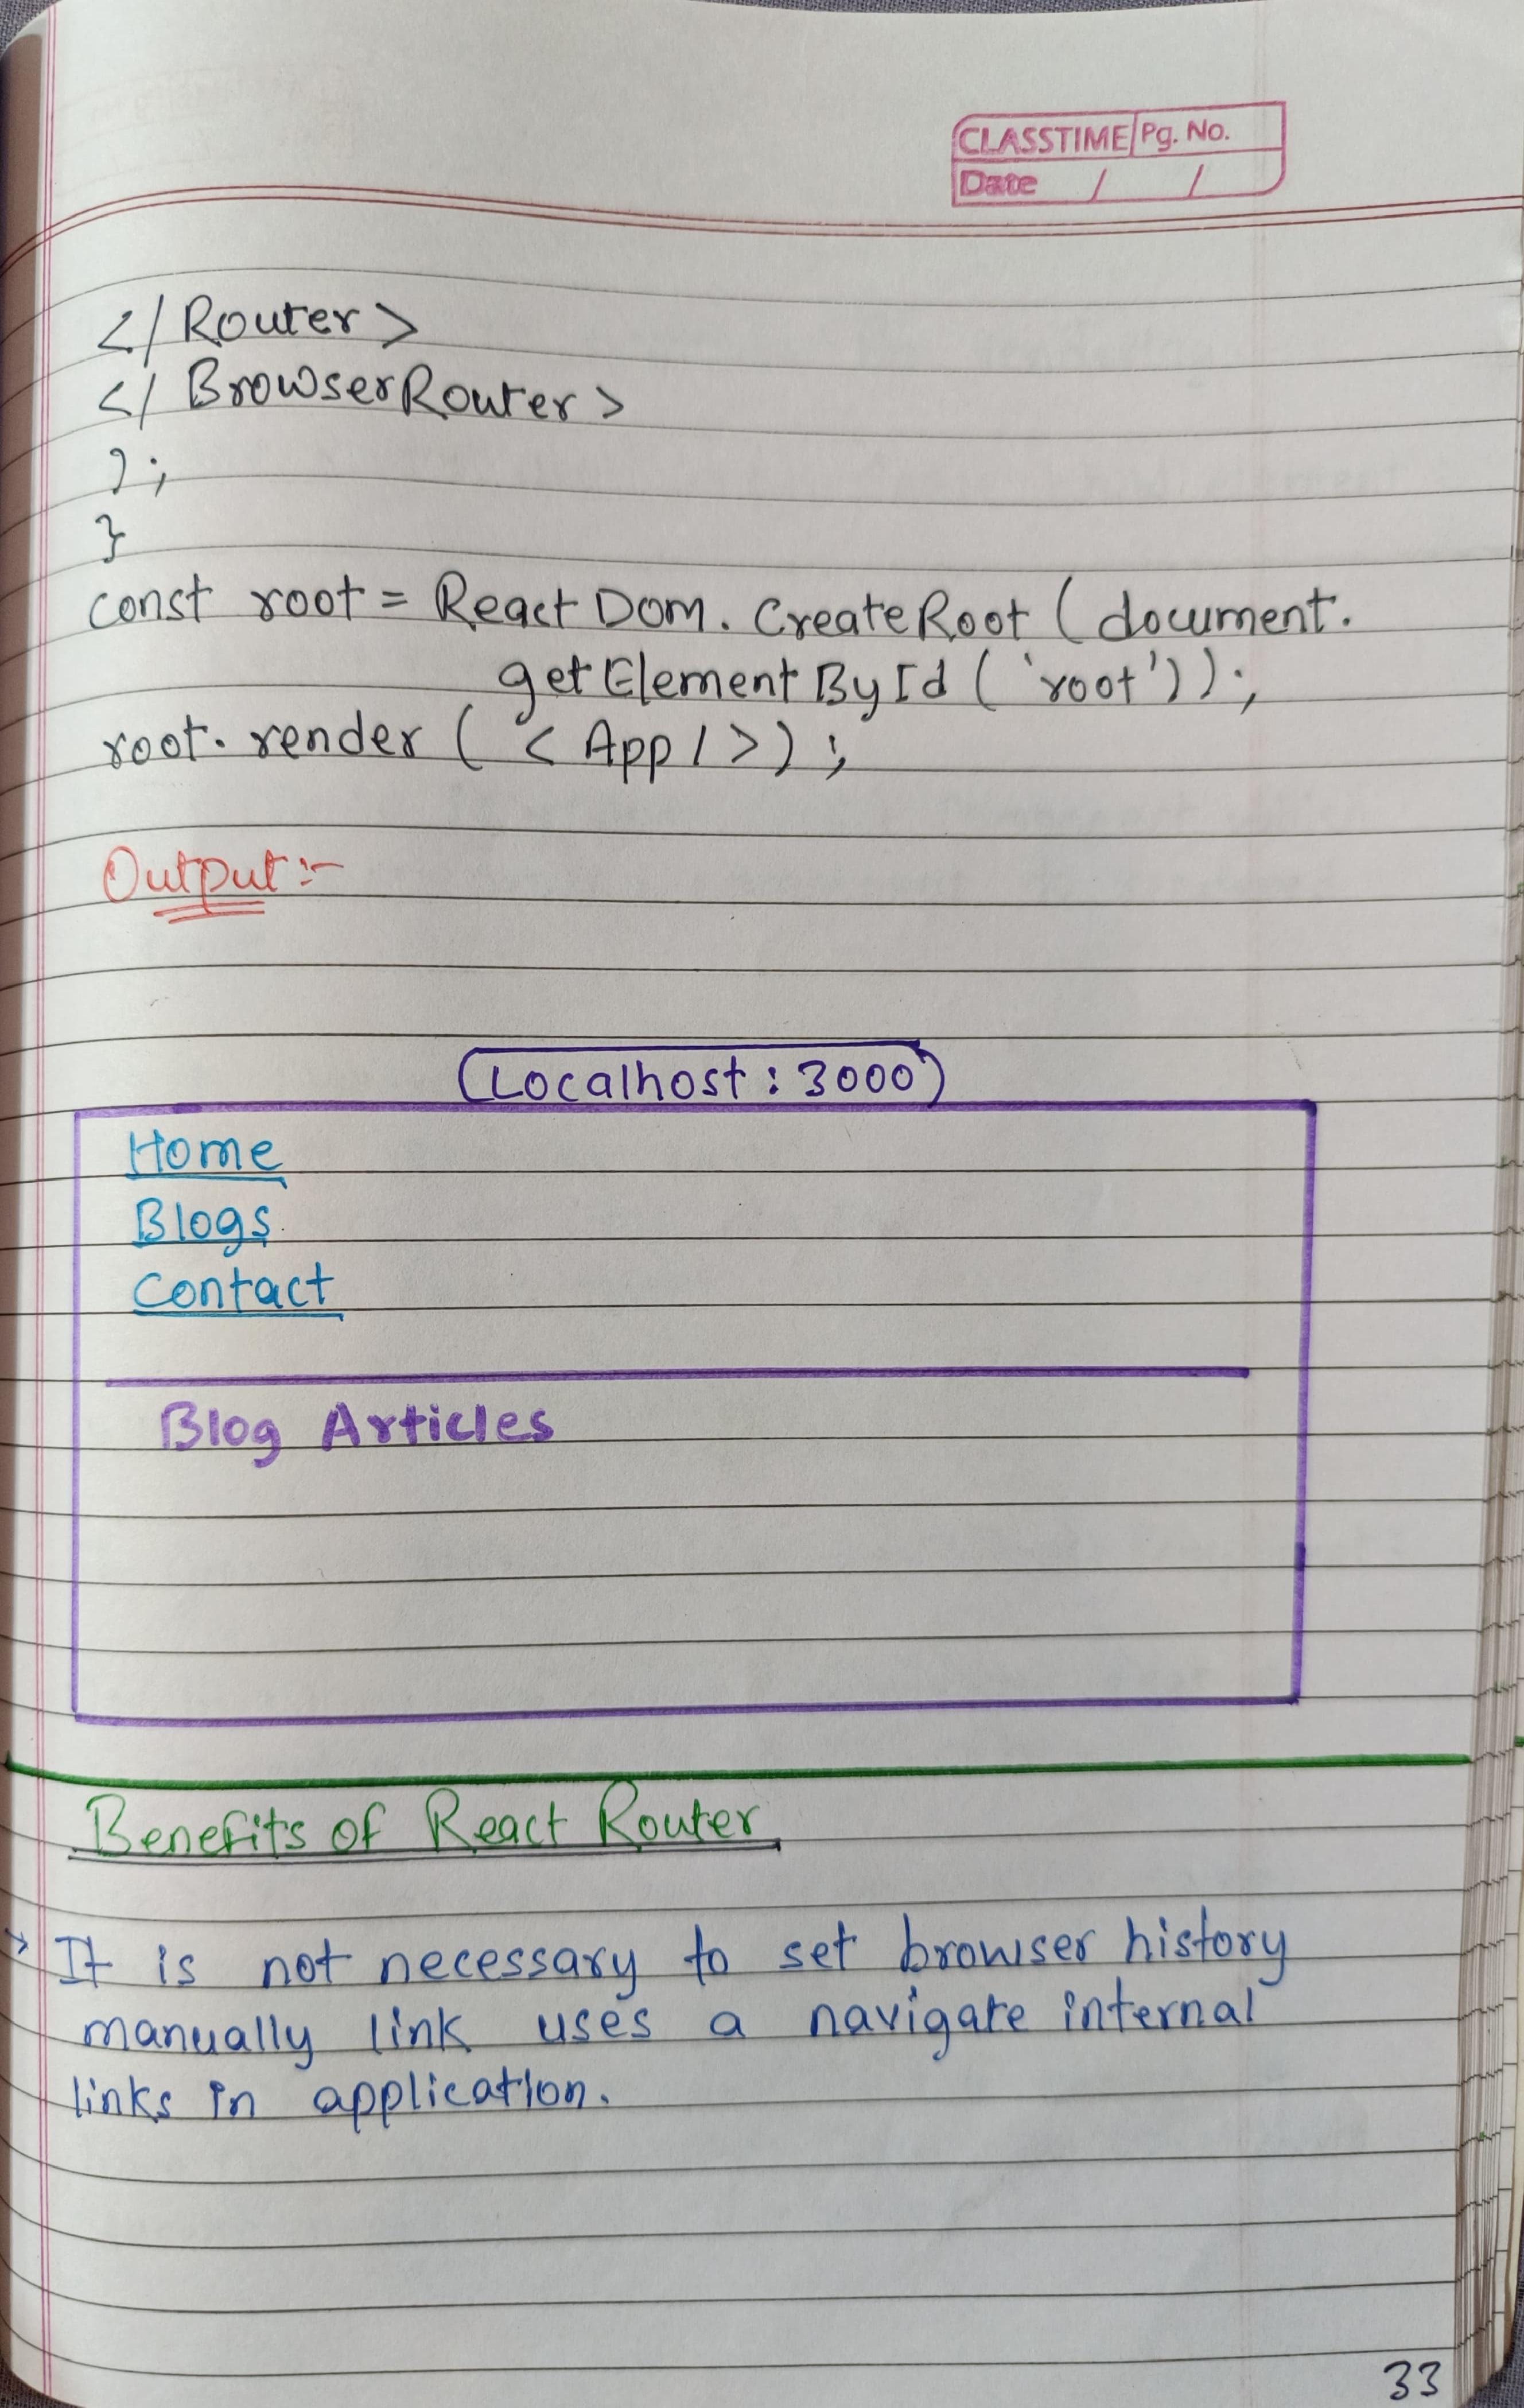 CLASSTIME Pg. No.
Date / /
</Router>
</BrowserRouter>
);
}
const root = ReactDom.CreateRoot(document.
getElementById('root'));
root.render(<App/>);
Output:-
Localhost:3000
Home
Blogs
Contact
Blog Articles
Benefits of React Router
→ It is not necessary to set browser history
manually link uses a navigate internal
links in application.
33